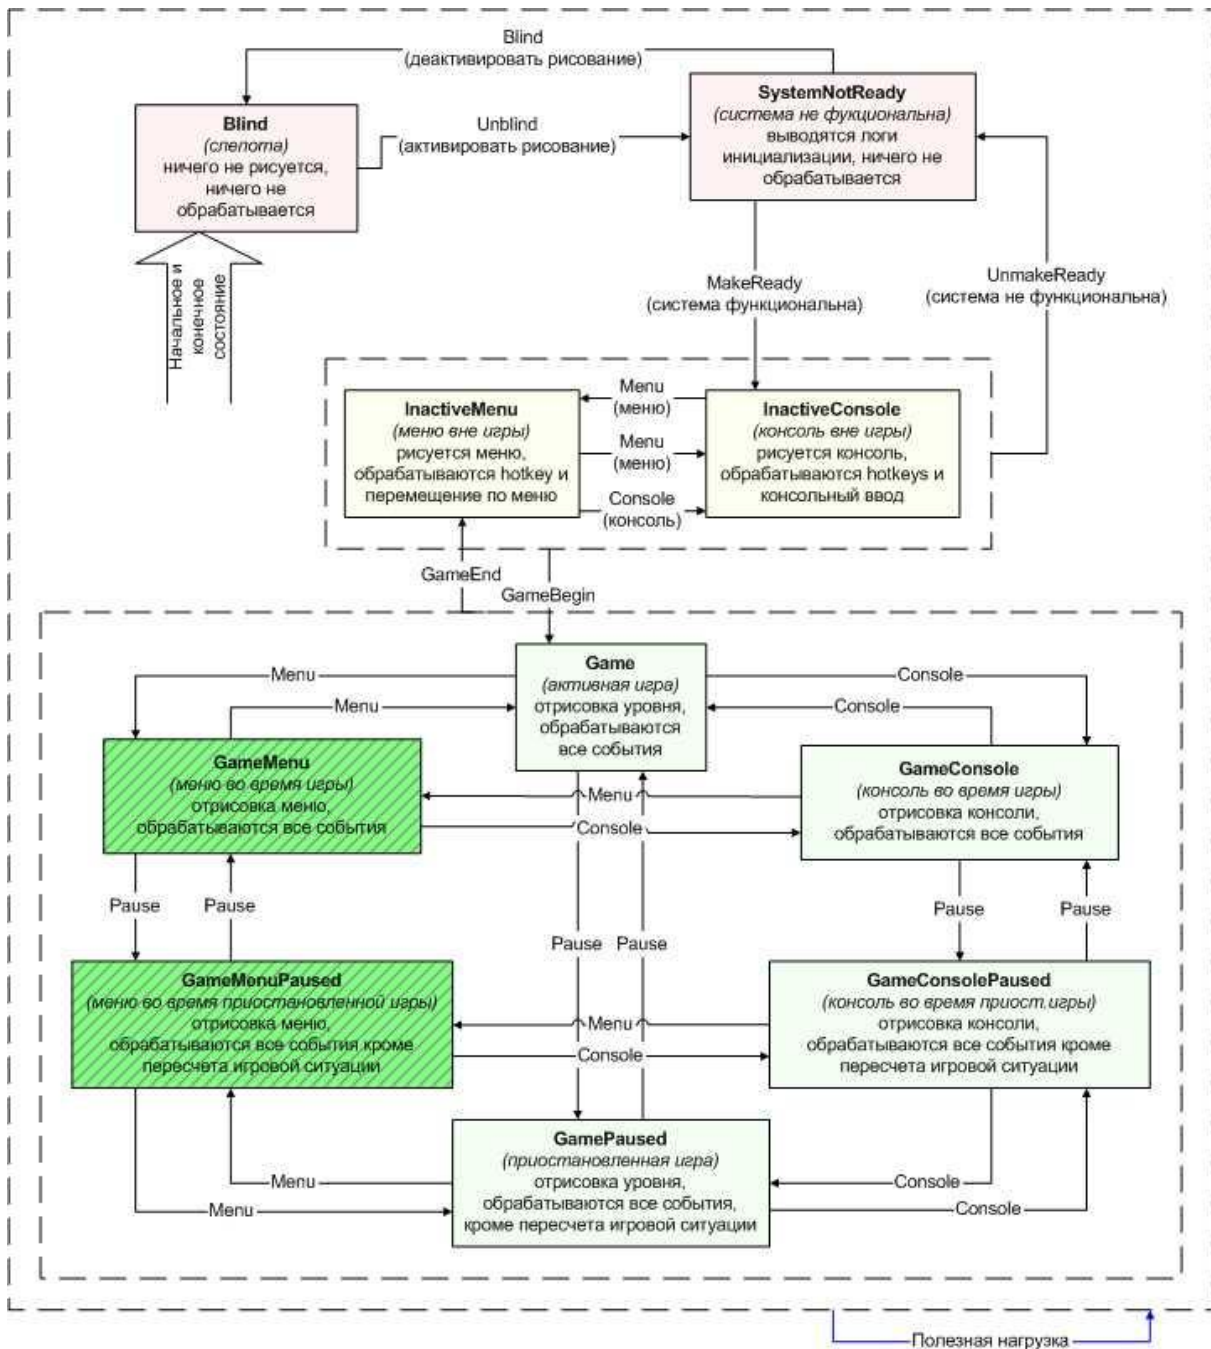 Blind
(деактивировать рисование)
SystemNotReady
(система не фукциональна)
выводятся логи
инициализации, ничего не
обрабатывается
Blind
(слепота)
ничего не рисуется,
ничего не
обрабатывается
Unblind
(активировать рисование)
Начальное и
конечное
состояние
MakeReady
(система функциональна)
UnmakeReady
(система не функциональна)
InactiveMenu
(меню вне игры)
рисуется меню,
обрабатываются hotkey и
перемещение по меню
Menu
(меню)
Menu
(меню)
Console
(консоль)
InactiveConsole
(консоль вне игры)
рисуется консоль,
обрабатываются hotkeys и
консольный ввод
GameEnd
GameBegin
Game
(активная игра)
отрисовка уровня,
обрабатываются
все события
Menu
Menu
Console
Console
GameMenu
(меню во время игры)
отрисовка меню,
обрабатываются все события
GameConsole
(консоль во время игры)
отрисовка консоли,
обрабатываются все события
Menu
Console
Pause
Pause
Pause
Pause
Pause
Pause
GameMenuPaused
(меню во время приостановленной игры)
отрисовка меню,
обрабатываются все события кроме
пересчета игровой ситуации
GameConsolePaused
(консоль во время приост.игры)
отрисовка консоли,
обрабатываются все события кроме
пересчета игровой ситуации
Menu
Console
GamePaused
(приостановленная игра)
отрисовка уровня,
обрабатываются все события,
кроме пересчета игровой ситуации
Menu
Menu
Console
Console
Полезная нагрузка